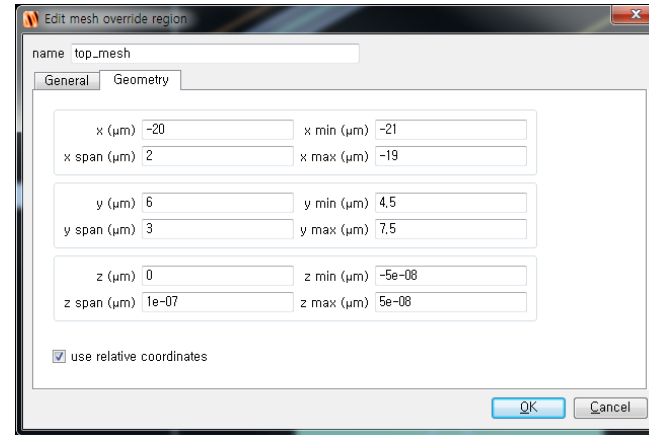 Edit mesh override region
name top_mesh
General Geometry
x (μm) -20 x min (μm) -21
x span (μm) 2 x max (μm) -19
y (μm) 6 y min (μm) 4.5
y span (μm) 3 y max (μm) 7.5
z (μm) 0 z min (μm) -5e-08
z span (μm) 1e-07 z max (μm) 5e-08
use relative coordinates
OK Cancel